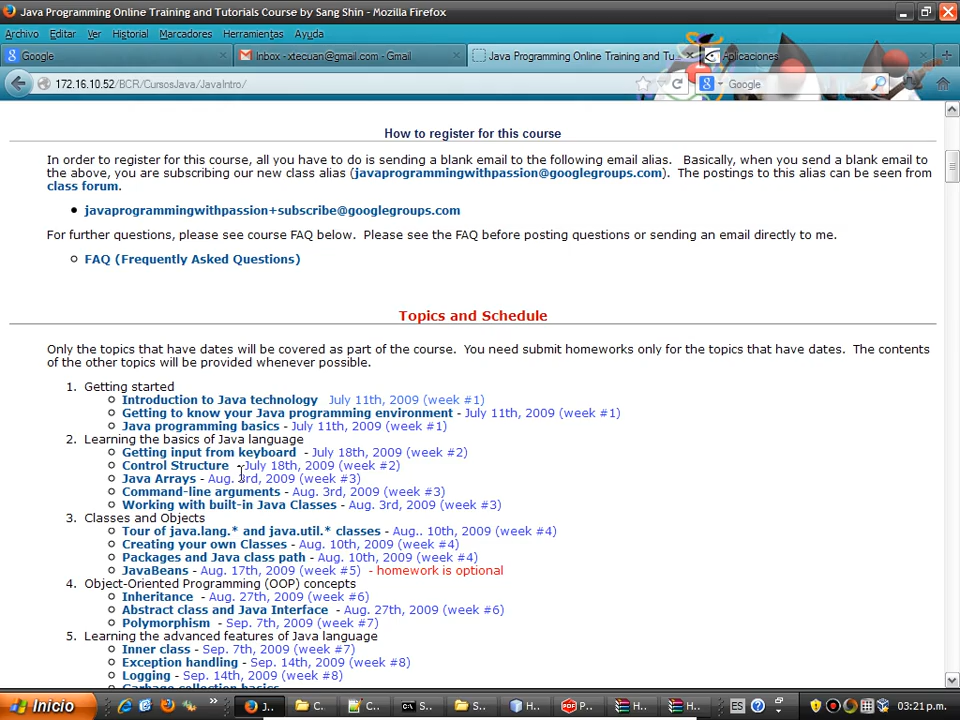 Java Programming Online Training and Tutorials Course by Sang Shin - Mozilla Firefox
Archivo Editar Ver Historial Marcadores Herramientas Ayuda
Google
Inbox - xtecuan@gmail.com - Gmail
Java Programming Online Training and Tu...
Aplicaciones
172.16.10.52/BCR/CursosJava/JavaIntro/
Google
How to register for this course
In order to register for this course, all you have to do is sending a blank email to the following email alias. Basically, when you send a blank email to
the above, you are subscribing our new class alias (javaprogrammingwithpassion@googlegroups.com). The postings to this alias can be seen from
class forum.
javaprogrammingwithpassion+subscribe@googlegroups.com
For further questions, please see course FAQ below. Please see the FAQ before posting questions or sending an email directly to me.
FAQ (Frequently Asked Questions)
Topics and Schedule
Only the topics that have dates will be covered as part of the course. You need submit homeworks only for the topics that have dates. The contents
of the other topics will be provided whenever possible.
1. Getting started
Introduction to Java technology July 11th, 2009 (week #1)
Getting to know your Java programming environment - July 11th, 2009 (week #1)
Java programming basics - July 11th, 2009 (week #1)
2. Learning the basics of Java language
Getting input from keyboard - July 18th, 2009 (week #2)
Control Structure - July 18th, 2009 (week #2)
Java Arrays - Aug. 3rd, 2009 (week #3)
Command-line arguments - Aug. 3rd, 2009 (week #3)
Working with built-in Java Classes - Aug. 3rd, 2009 (week #3)
3. Classes and Objects
Tour of java.lang.* and java.util.* classes - Aug.. 10th, 2009 (week #4)
Creating your own Classes - Aug. 10th, 2009 (week #4)
Packages and Java class path - Aug. 10th, 2009 (week #4)
JavaBeans - Aug. 17th, 2009 (week #5) - homework is optional
4. Object-Oriented Programming (OOP) concepts
Inheritance - Aug. 27th, 2009 (week #6)
Abstract class and Java Interface - Aug. 27th, 2009 (week #6)
Polymorphism - Sep. 7th, 2009 (week #7)
5. Learning the advanced features of Java language
Inner class - Sep. 7th, 2009 (week #7)
Exception handling - Sep. 14th, 2009 (week #8)
Logging - Sep. 14th, 2009 (week #8)
Garbage collection basics
Inicio
J..
C...
C...
S...
S...
H...
P...
H...
H...
ES
03:21 p.m.